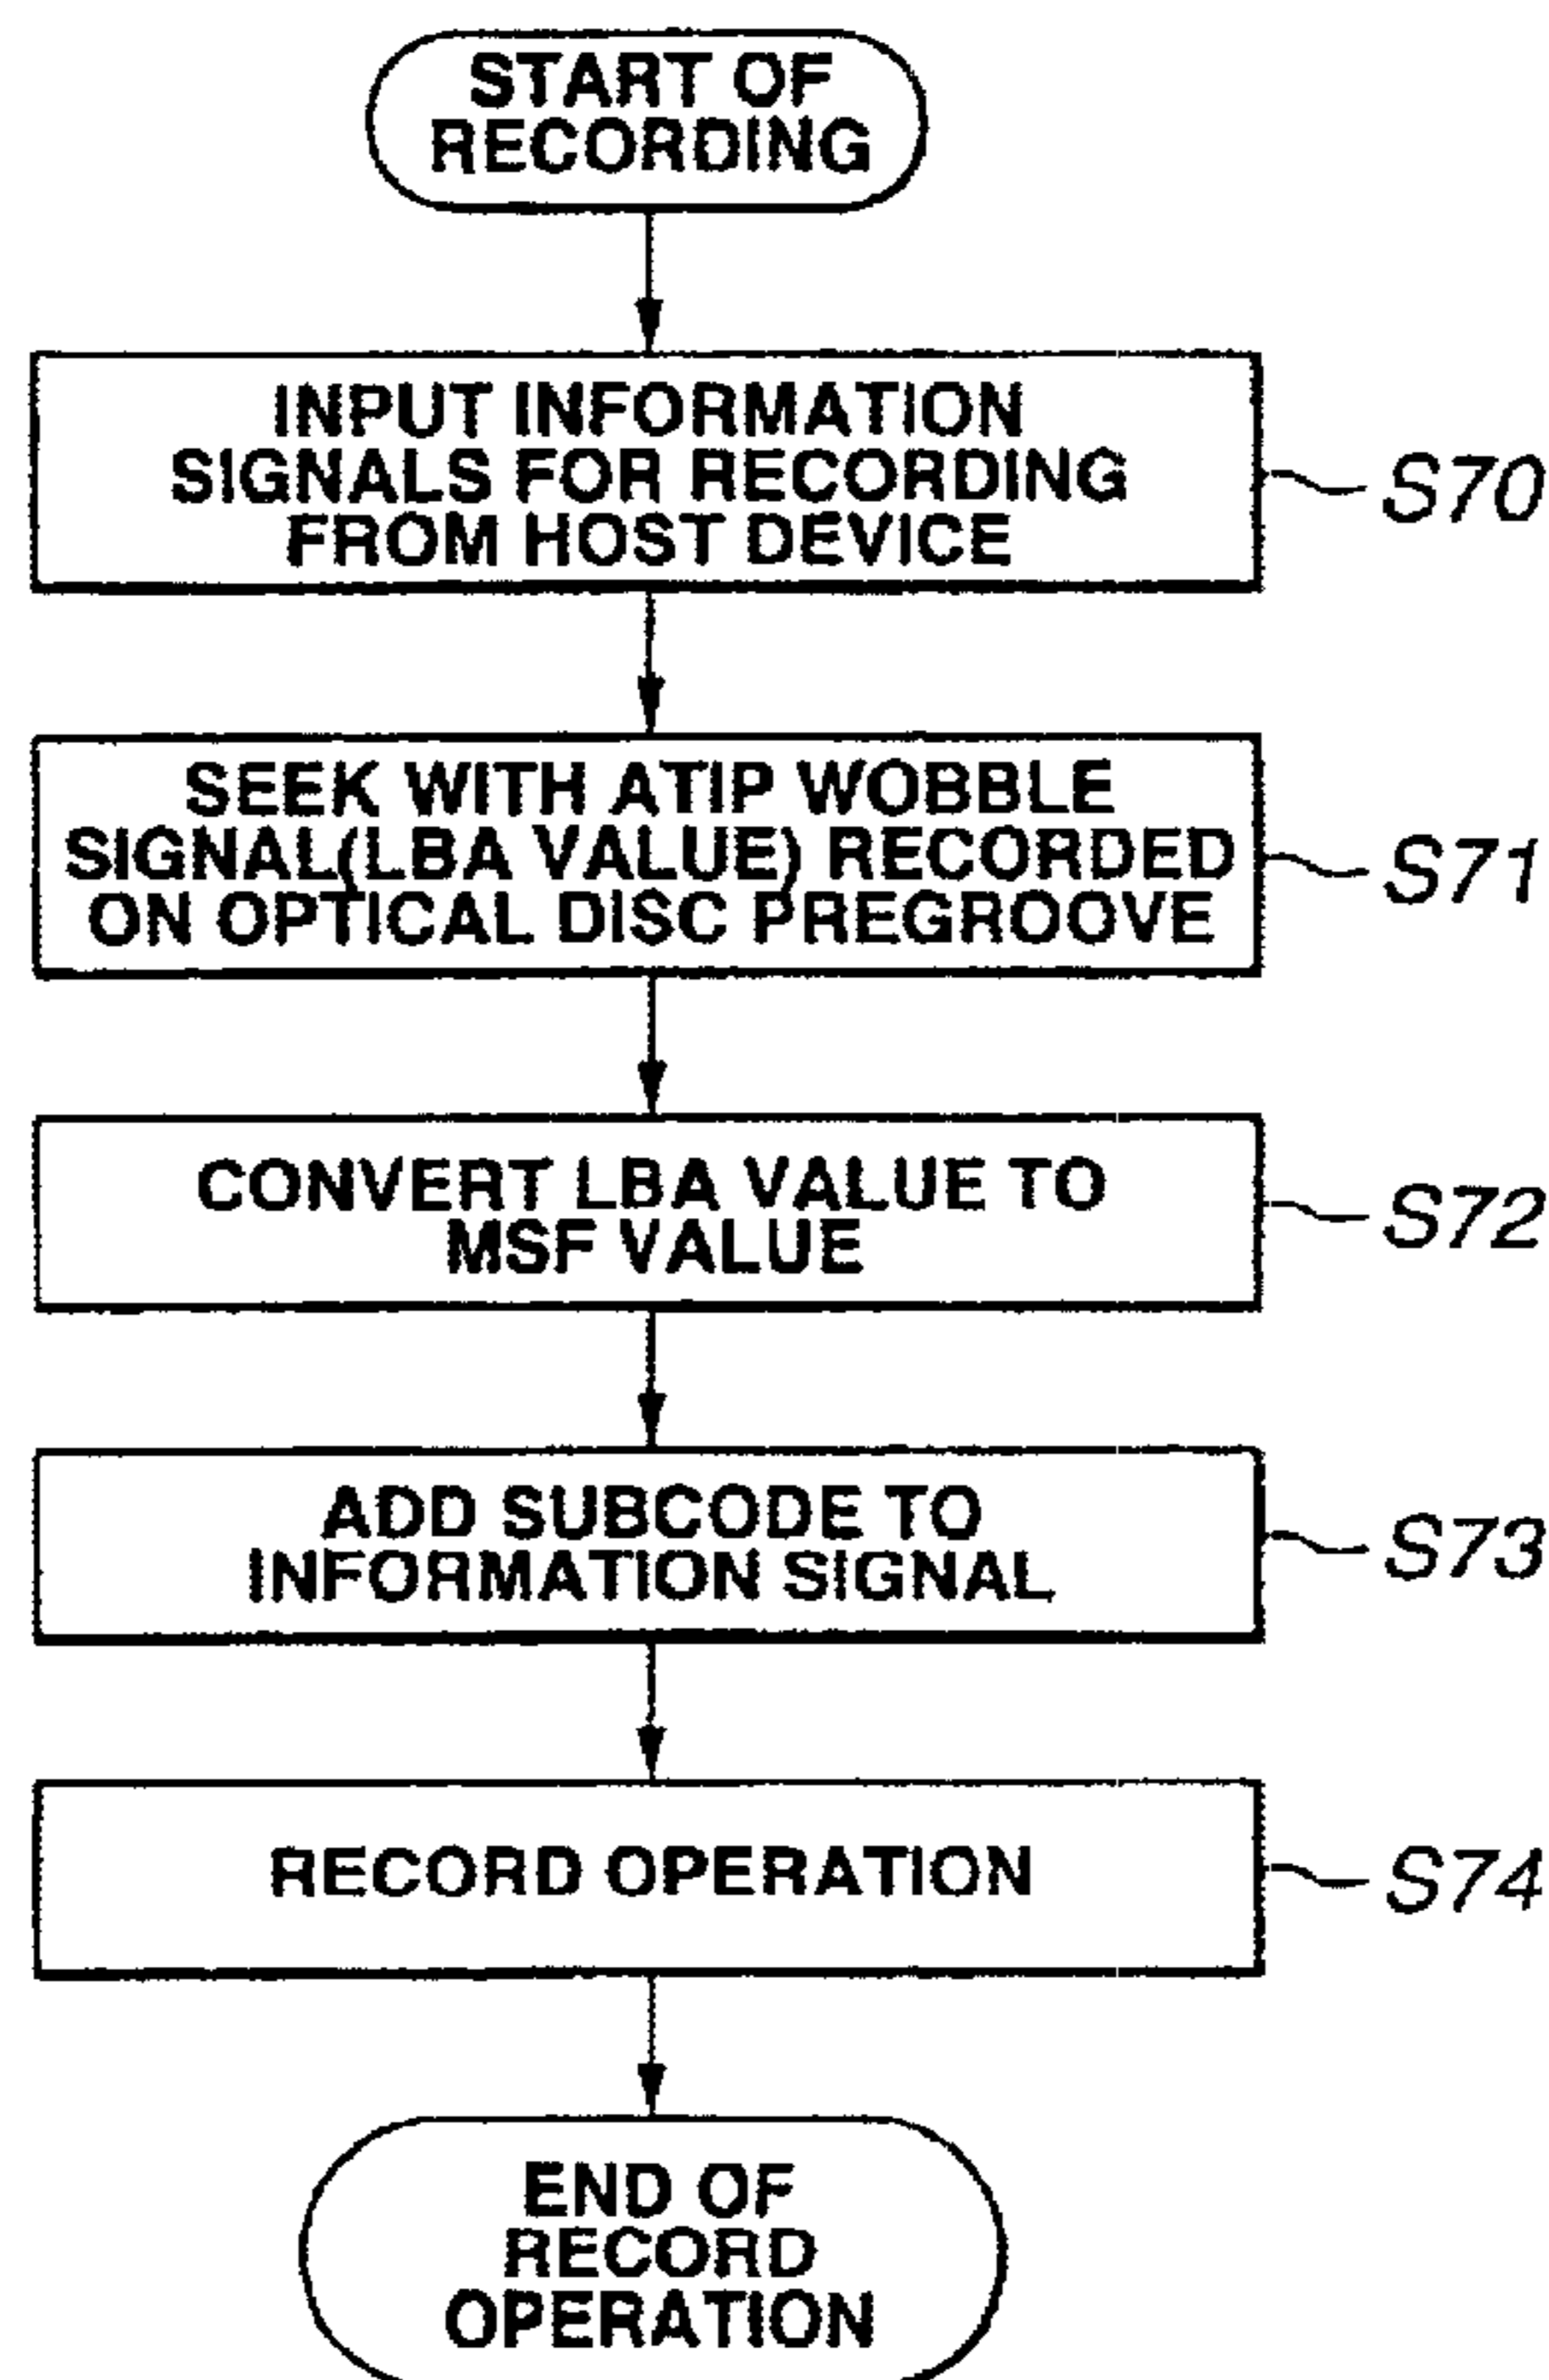 START OF
RECORDING
INPUT INFORMATION
SIGNALS FOR RECORDING
FROM HOST DEVICE
S70
SEEK WITH ATIP WOBBLE
SIGNAL(LBA VALUE) RECORDED
ON OPTICAL DISC PREGROOVE
S71
CONVERT LBA VALUE TO
MSF VALUE
S72
ADD SUBCODE TO
INFORMATION SIGNAL
S73
RECORD OPERATION
S74
END OF
RECORD
OPERATION